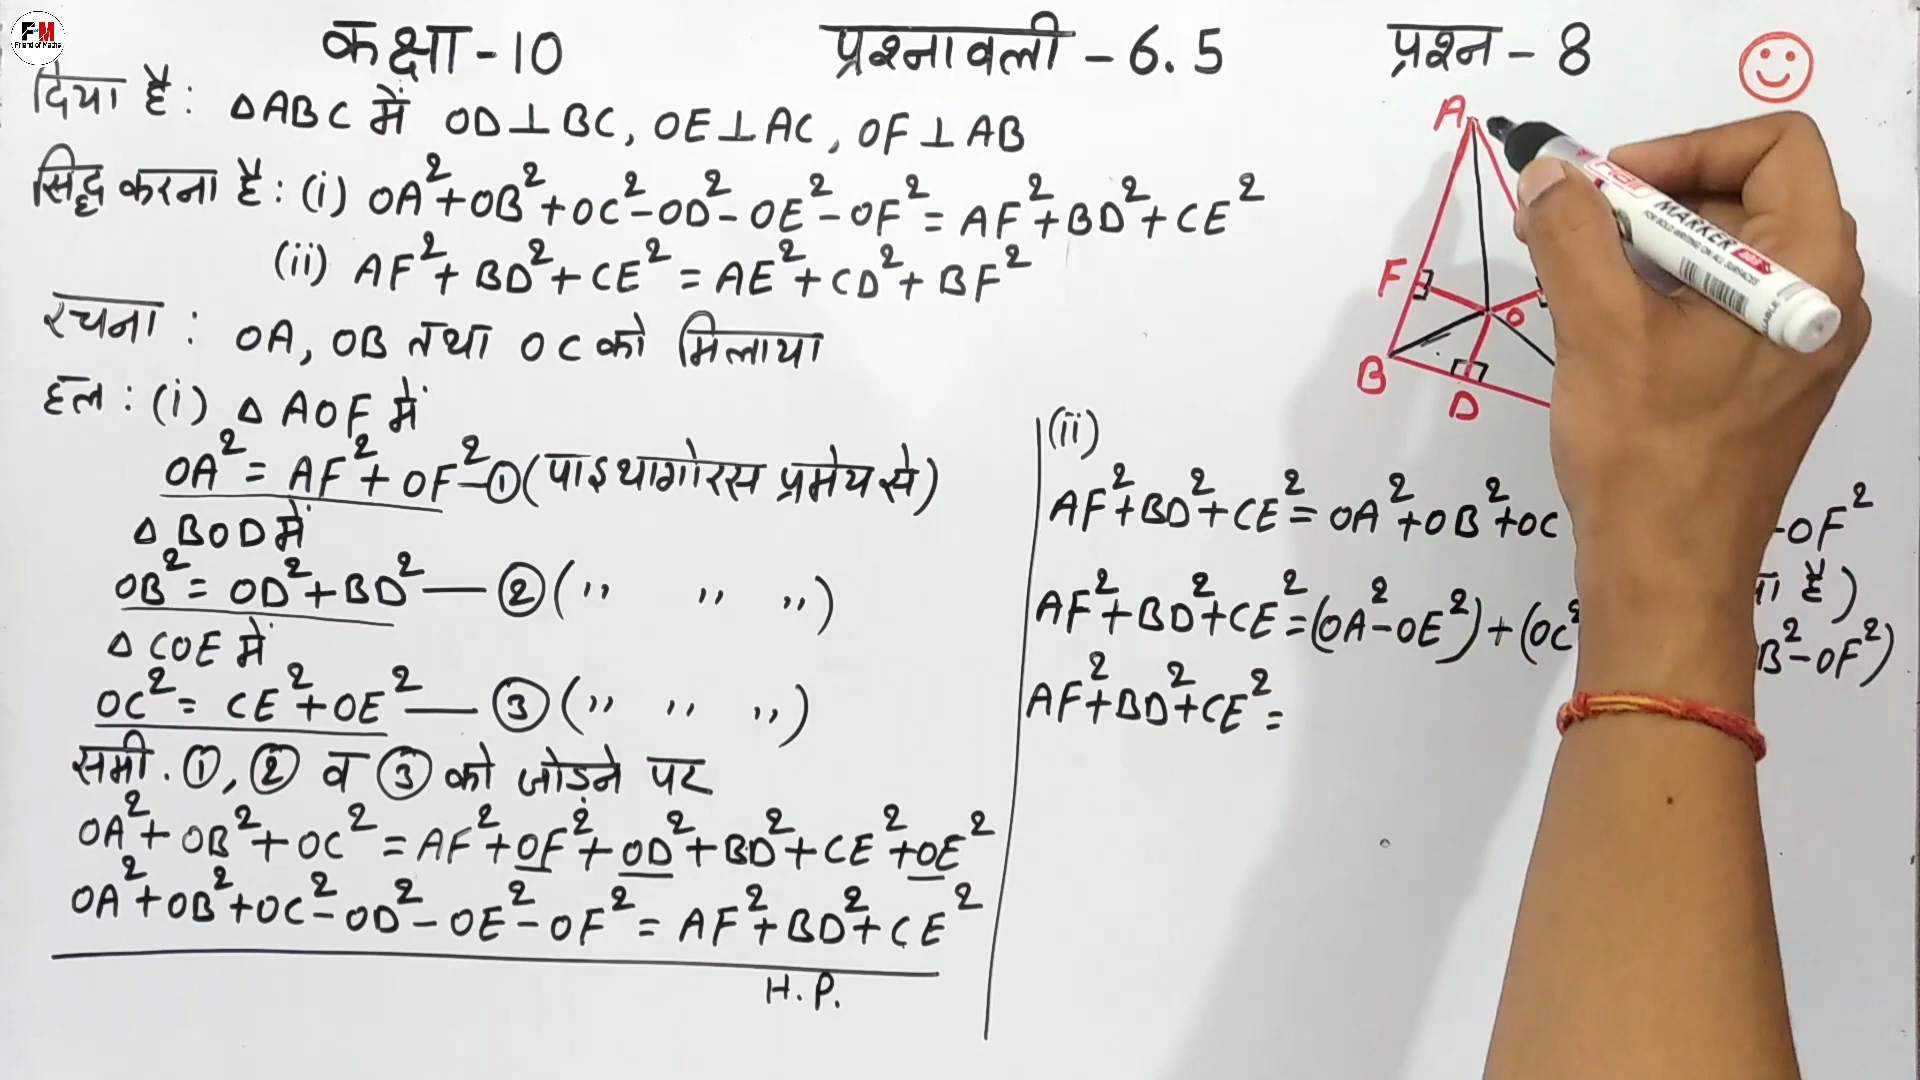 FM
Friend of Maths
कक्षा-10 प्रश्नावली-6.5 प्रश्न-8
दिया है: △ABC में OD⊥BC, OE⊥AC, OF⊥AB
सिद्ध करना है: (i) OA²+OB²+OC²-OD²-OE²-OF²=AF²+BD²+CE²
(ii) AF²+BD²+CE²=AE²+CD²+BF²
रचना: OA, OB तथा OC को मिलाया
हल: (i) △AOF में
OA²=AF²+OF²-① (पाइथागोरस प्रमेय से)
△BOD में
OB²=OD²+BD²—② (,, ,, ,,)
△COE में
OC²=CE²+OE²—③ (,, ,, ,,)
समी. ①, ② व ③ को जोड़ने पर
OA²+OB²+OC²=AF²+OF²+OD²+BD²+CE²+OE²
OA²+OB²+OC²-OD²-OE²-OF²=AF²+BD²+CE²
H.P.
A
F
O
B
D
(ii)
AF²+BD²+CE²=OA²+OB²+OC -OF²
है)
AF²+BD²+CE²=(OA²-OE²)+(OC² B²-OF²)
AF²+BD²+CE²=
MARKER